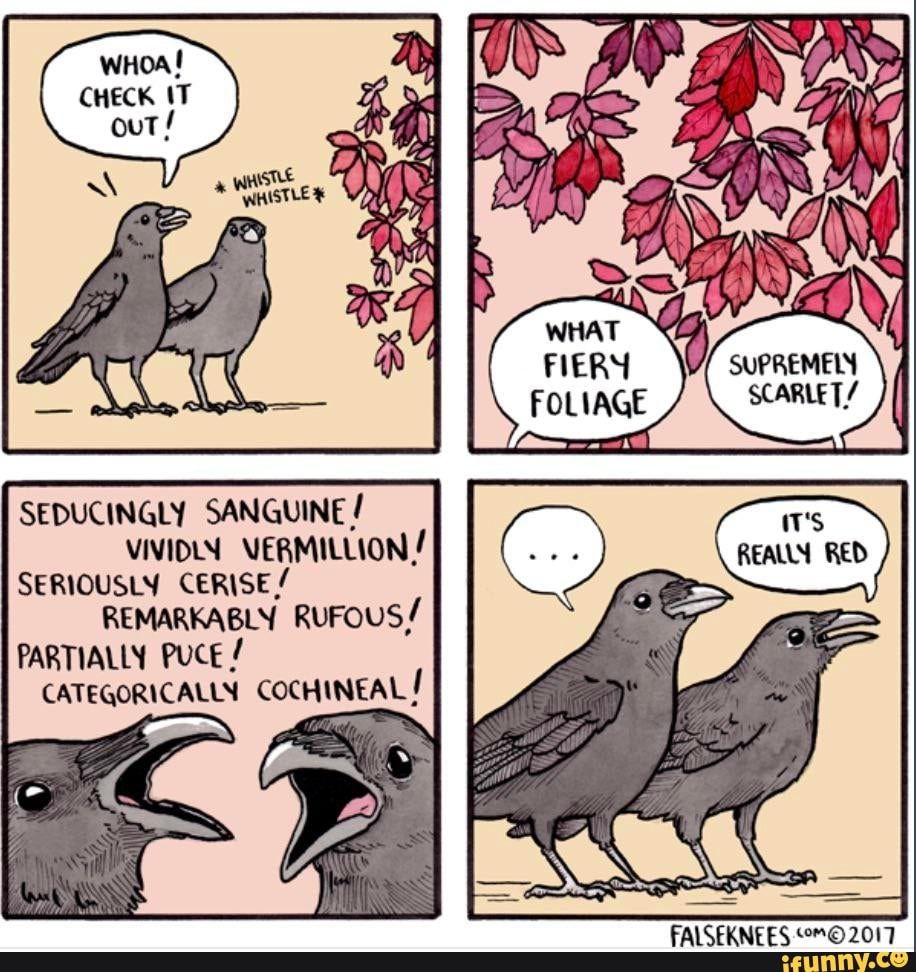 WHOA!
CHECK IT
OUT!
* WHISTLE
WHISTLE *
WHAT
FIERY
FOLIAGE
SUPREMELY
SCARLET!
SEDUCINGLY SANGUINE!
VIVIDLY VERMILLION!
SERIOUSLY CERISE!
REMARKABLY RUFOUS!
PARTIALLY PUCE!
CATEGORICALLY COCHINEAL!
...
IT'S
REALLY RED
FALSEKNEES.COM©2017
ifunny.co